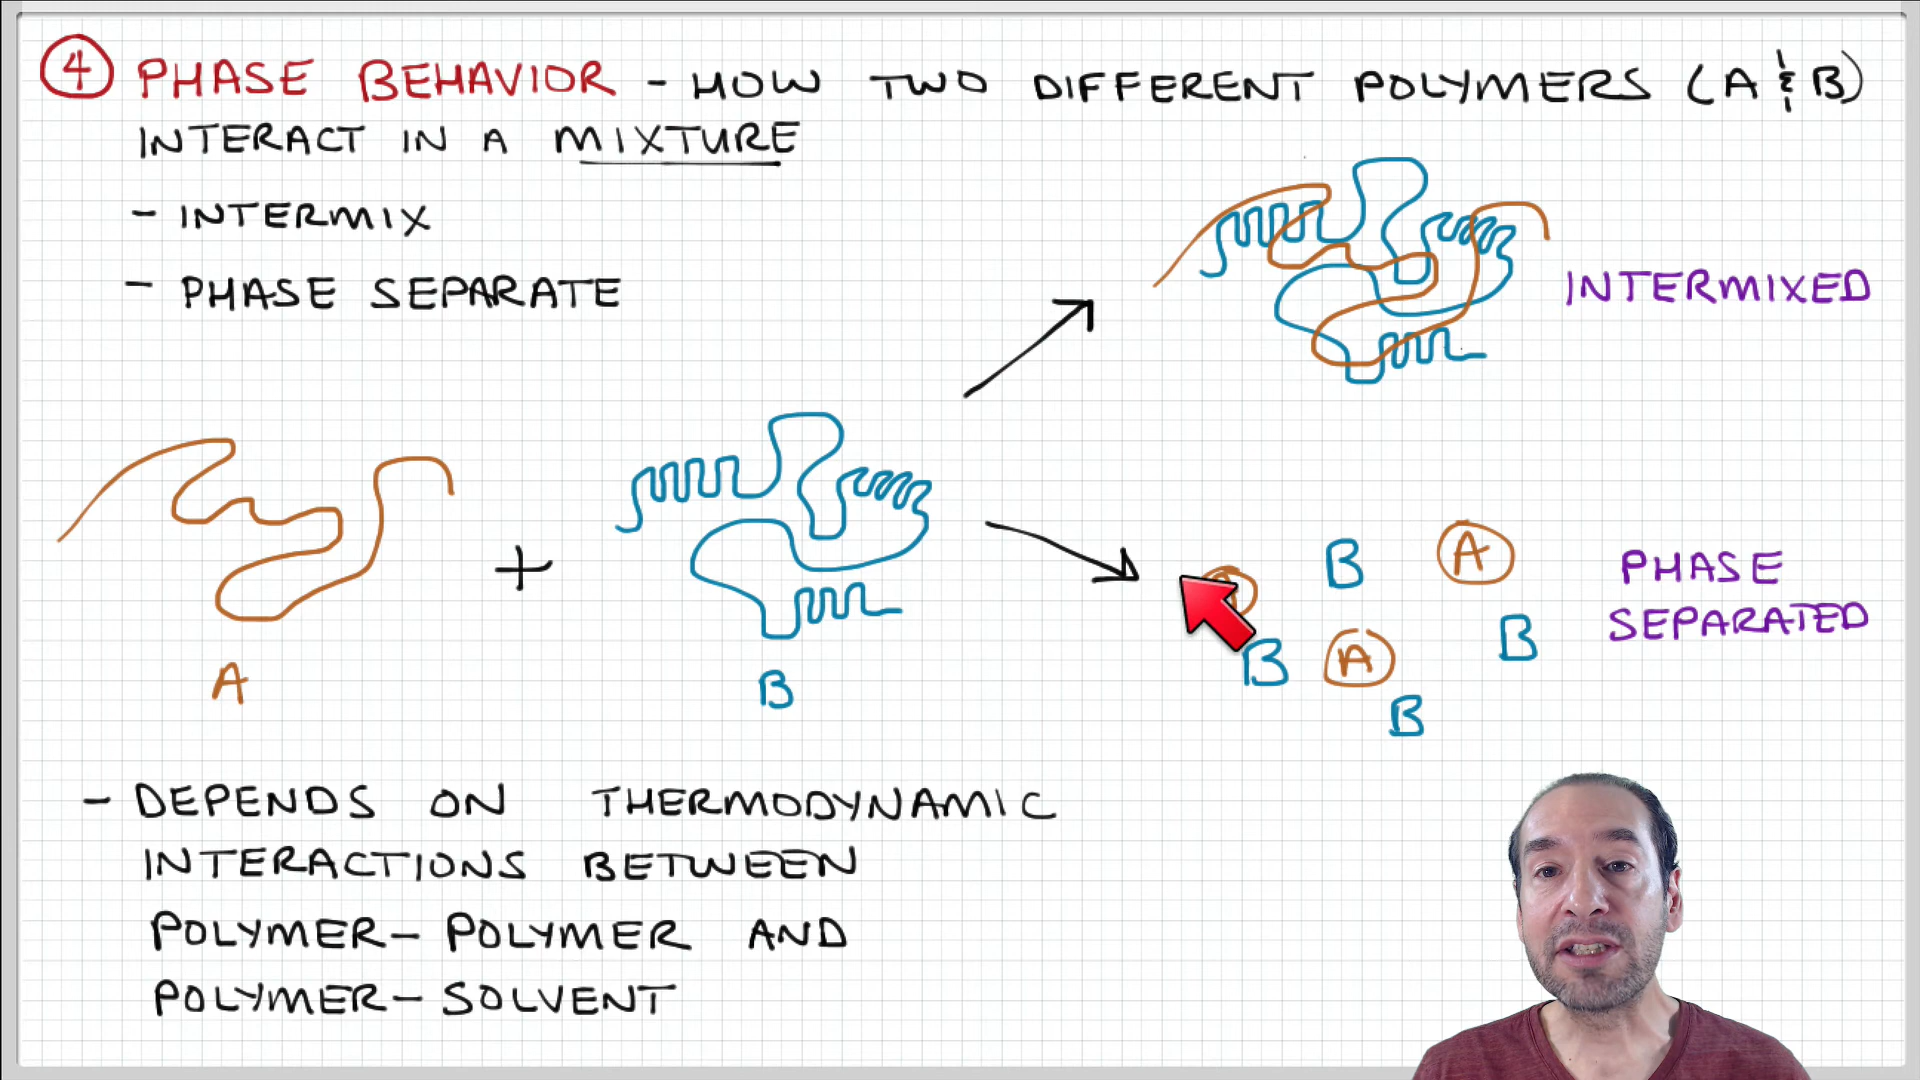 4 PHASE BEHAVIOR - HOW TWO DIFFERENT POLYMERS (A & B)
INTERACT IN A MIXTURE
- INTERMIX
- PHASE SEPARATE
INTERMIXED
A
+
B
B A
B A B
B
PHASE
SEPARATED
- DEPENDS ON THERMODYNAMIC
INTERACTIONS BETWEEN
POLYMER-POLYMER AND
POLYMER-SOLVENT